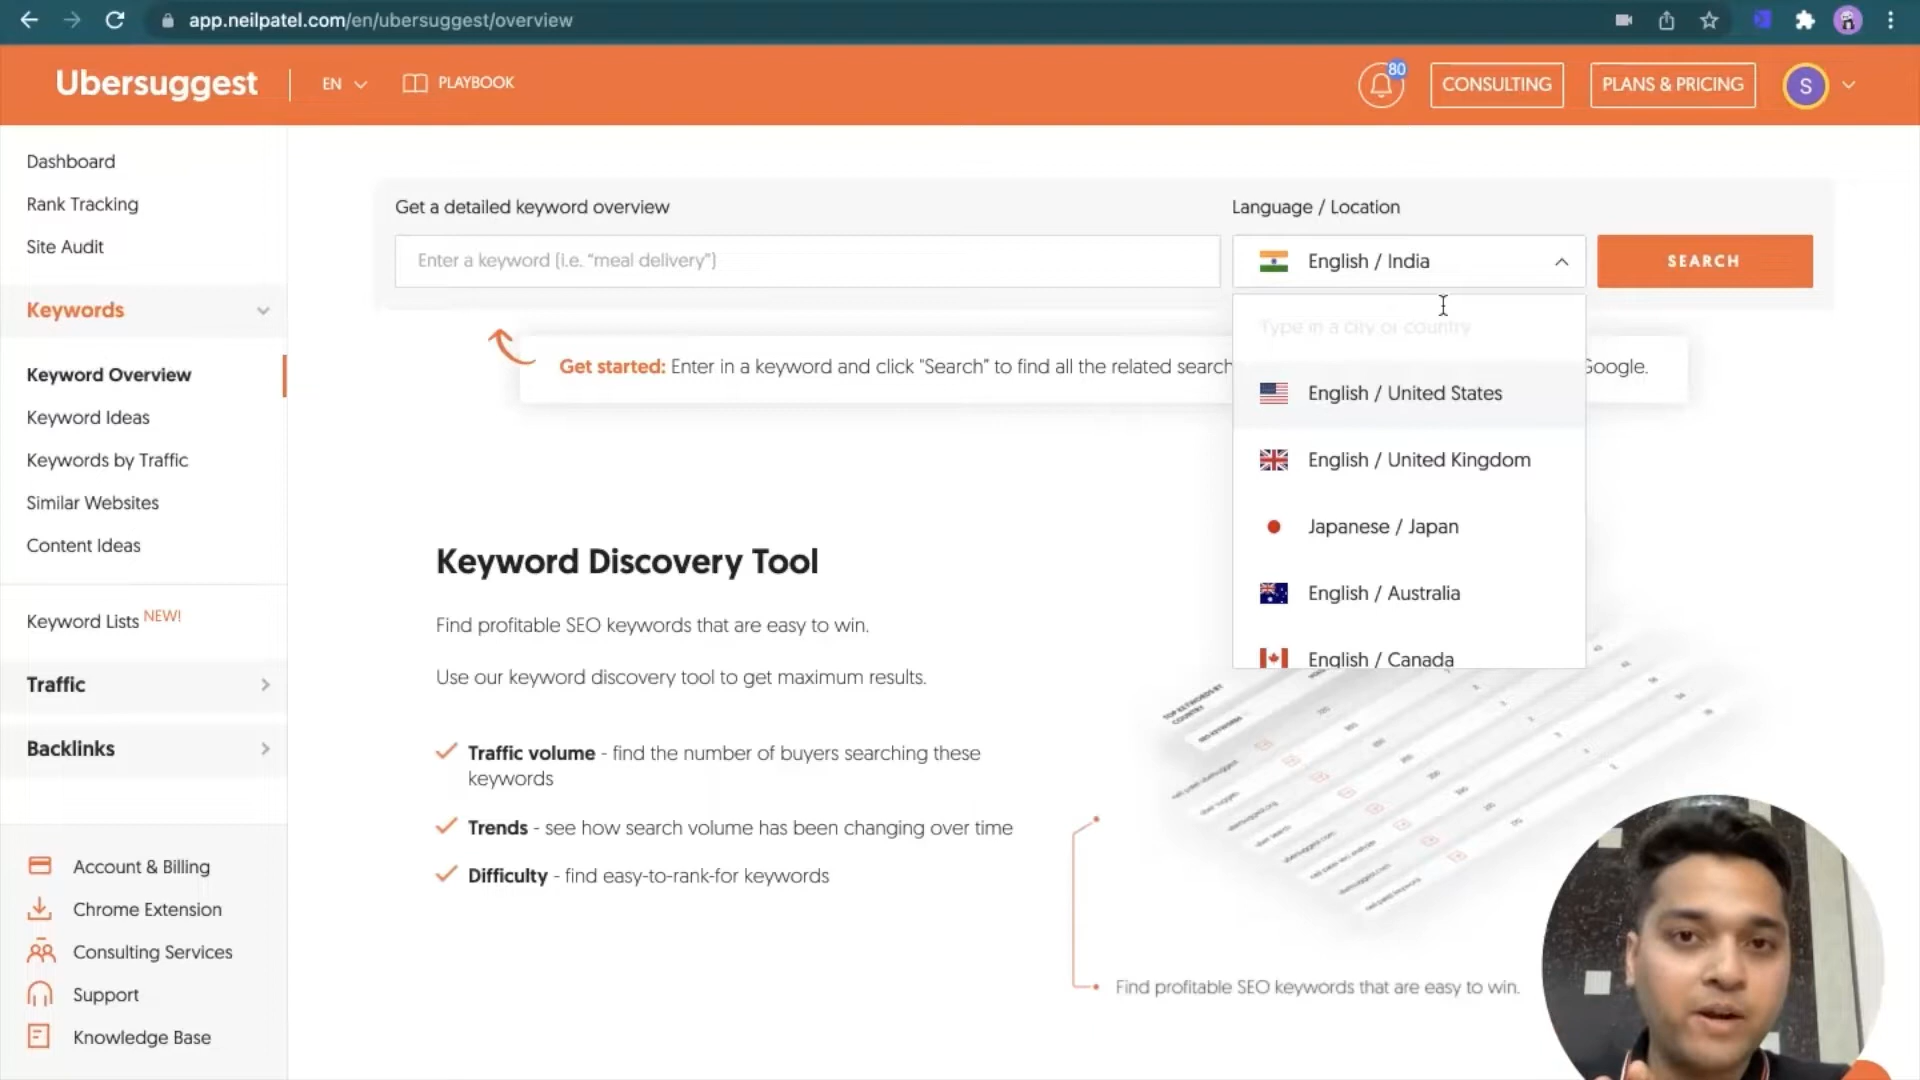 app.neilpatel.com/en/ubersuggest/overview
Ubersuggest
EN
PLAYBOOK
80
CONSULTING
PLANS & PRICING
S
Dashboard
Rank Tracking
Site Audit
Keywords
Keyword Overview
Keyword Ideas
Keywords by Traffic
Similar Websites
Content Ideas
Keyword Lists NEW!
Traffic
Backlinks
Account & Billing
Chrome Extension
Consulting Services
Support
Knowledge Base
Get a detailed keyword overview
Enter a keyword (i.e. “meal delivery”)
Language / Location
English / India
SEARCH
Type in a city or country
English / United States
English / United Kingdom
Japanese / Japan
English / Australia
English / Canada
Get started: Enter in a keyword and click "Search" to find all the related search
Google.
Keyword Discovery Tool
Find profitable SEO keywords that are easy to win.
Use our keyword discovery tool to get maximum results.
Traffic volume - find the number of buyers searching these
keywords
Trends - see how search volume has been changing over time
Difficulty - find easy-to-rank-for keywords
TOP KEYWORDS BY
COUNTRY
SEO KEYWORDS
Find profitable SEO keywords that are easy to win.